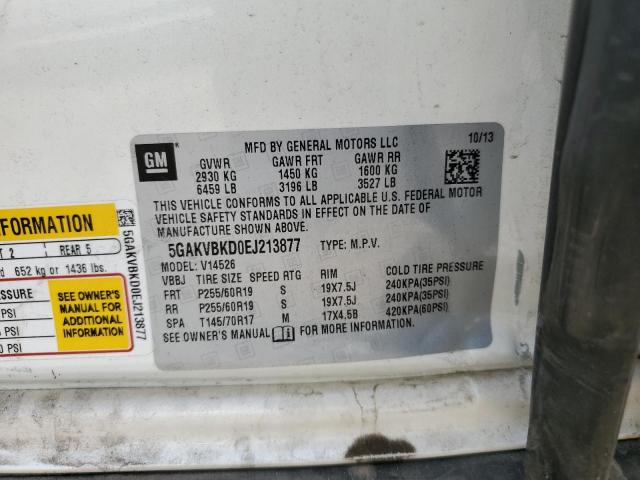 GM
MFD BY GENERAL MOTORS LLC 10/13
GVWR GAWR FRT GAWR RR
2930 KG 1450 KG 1600 KG
6459 LB 3196 LB 3527 LB
THIS VEHICLE CONFORMS TO ALL APPLICABLE U.S. FEDERAL MOTOR
VEHICLE SAFETY STANDARDS IN EFFECT ON THE DATE OF
MANUFACTURE SHOWN ABOVE.
5GAKVBKD0EJ213877 TYPE: M.P.V.
MODEL: V14526
VBBJ TIRE SIZE SPEED RTG RIM COLD TIRE PRESSURE
FRT P255/60R19 S 19X7.5J 240KPA(35PSI)
RR P255/60R19 S 19X7.5J 240KPA(35PSI)
SPA T145/70R17 M 17X4.5B 420KPA(60PSI)
SEE OWNER'S MANUAL FOR MORE INFORMATION
INFORMATION
2 REAR 5
652 kg or 1436 lbs.
SEE OWNER'S
MANUAL FOR
ADDITIONAL
INFORMATION
PSI
PSI
5GAKVBKD0EJ213877